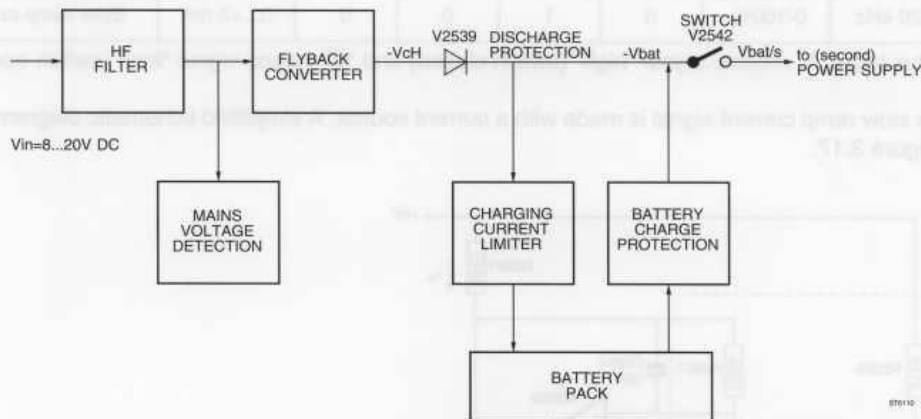 HF
FILTER
Vin=8...20V DC
FLYBACK
CONVERTER
-VcH
V2539 DISCHARGE
PROTECTION
-Vbat
SWITCH
V2542
Vbat/s
to (second)
POWER SUPPLY
MAINS
VOLTAGE
DETECTION
CHARGING
CURRENT
LIMITER
BATTERY
CHARGE
PROTECTION
BATTERY
PACK